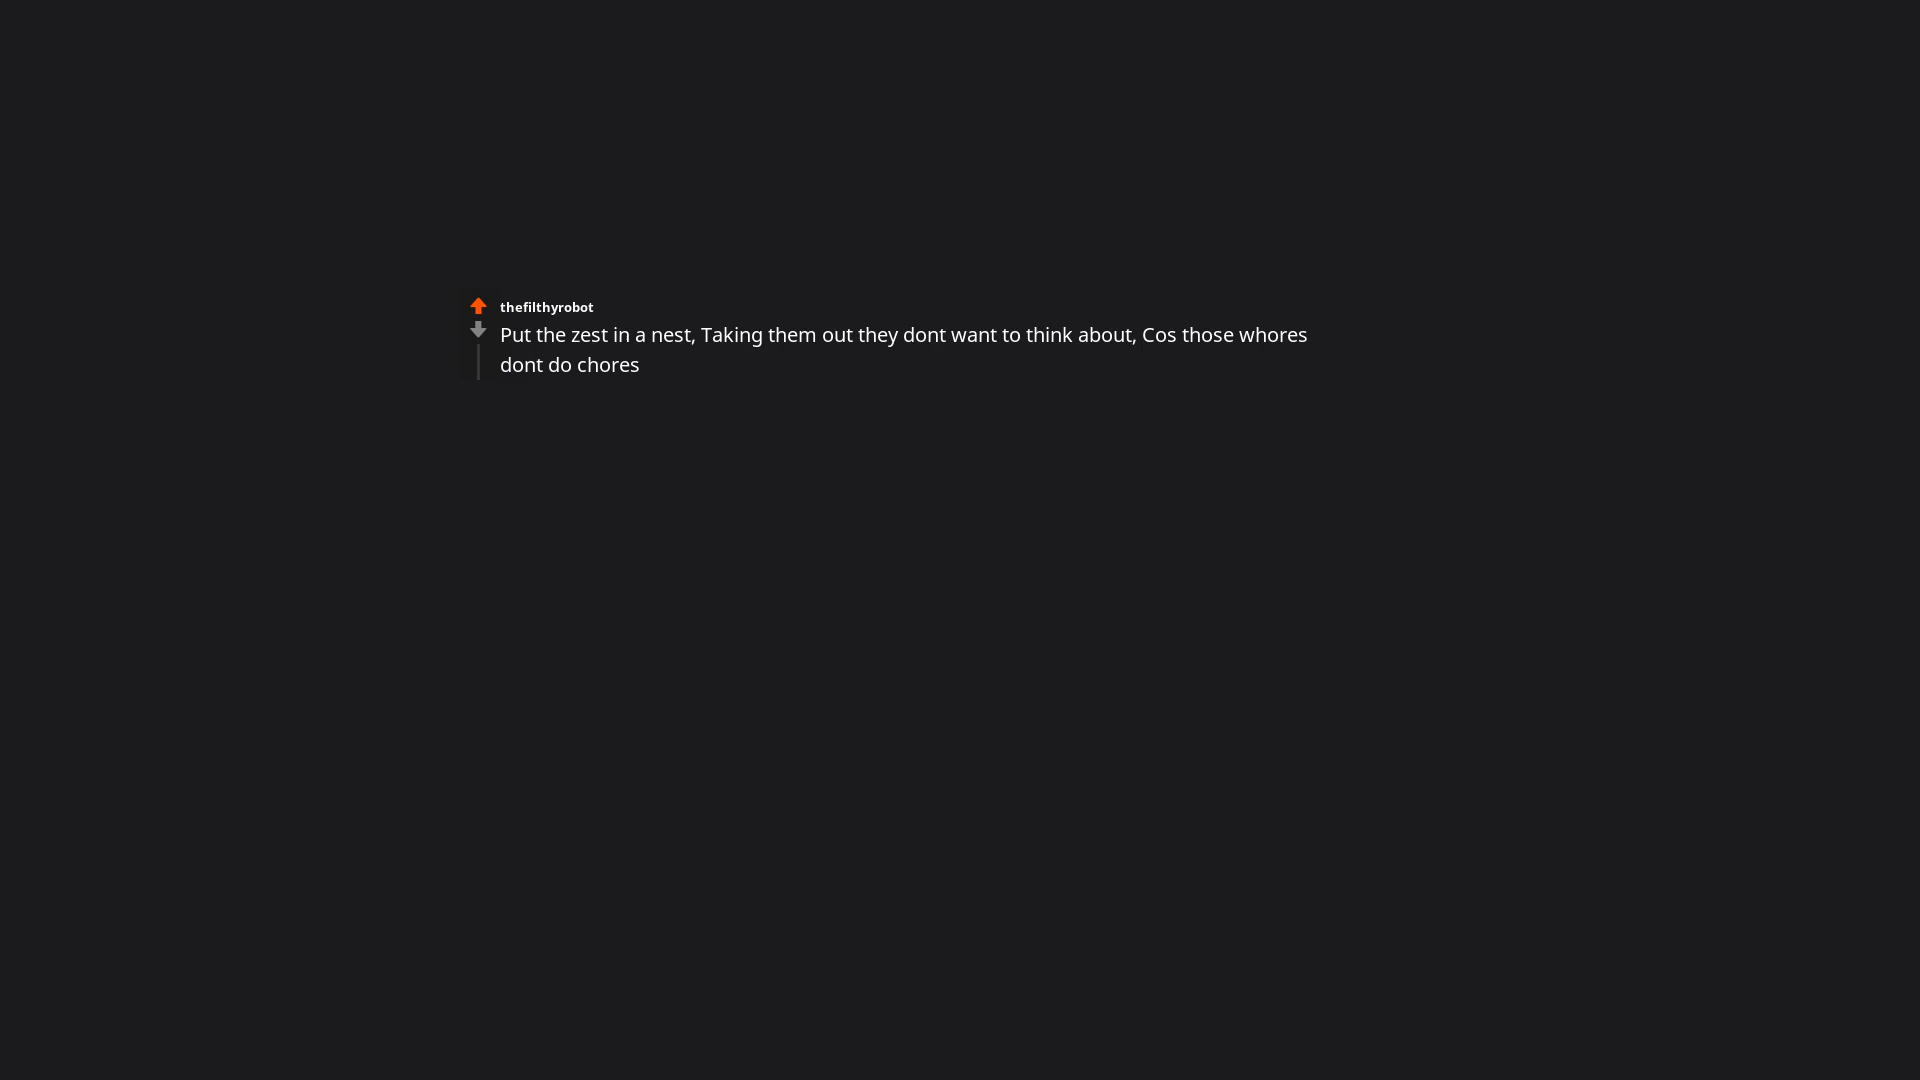 thefilthyrobot
Put the zest in a nest, Taking them out they dont want to think about, Cos those whores
dont do chores